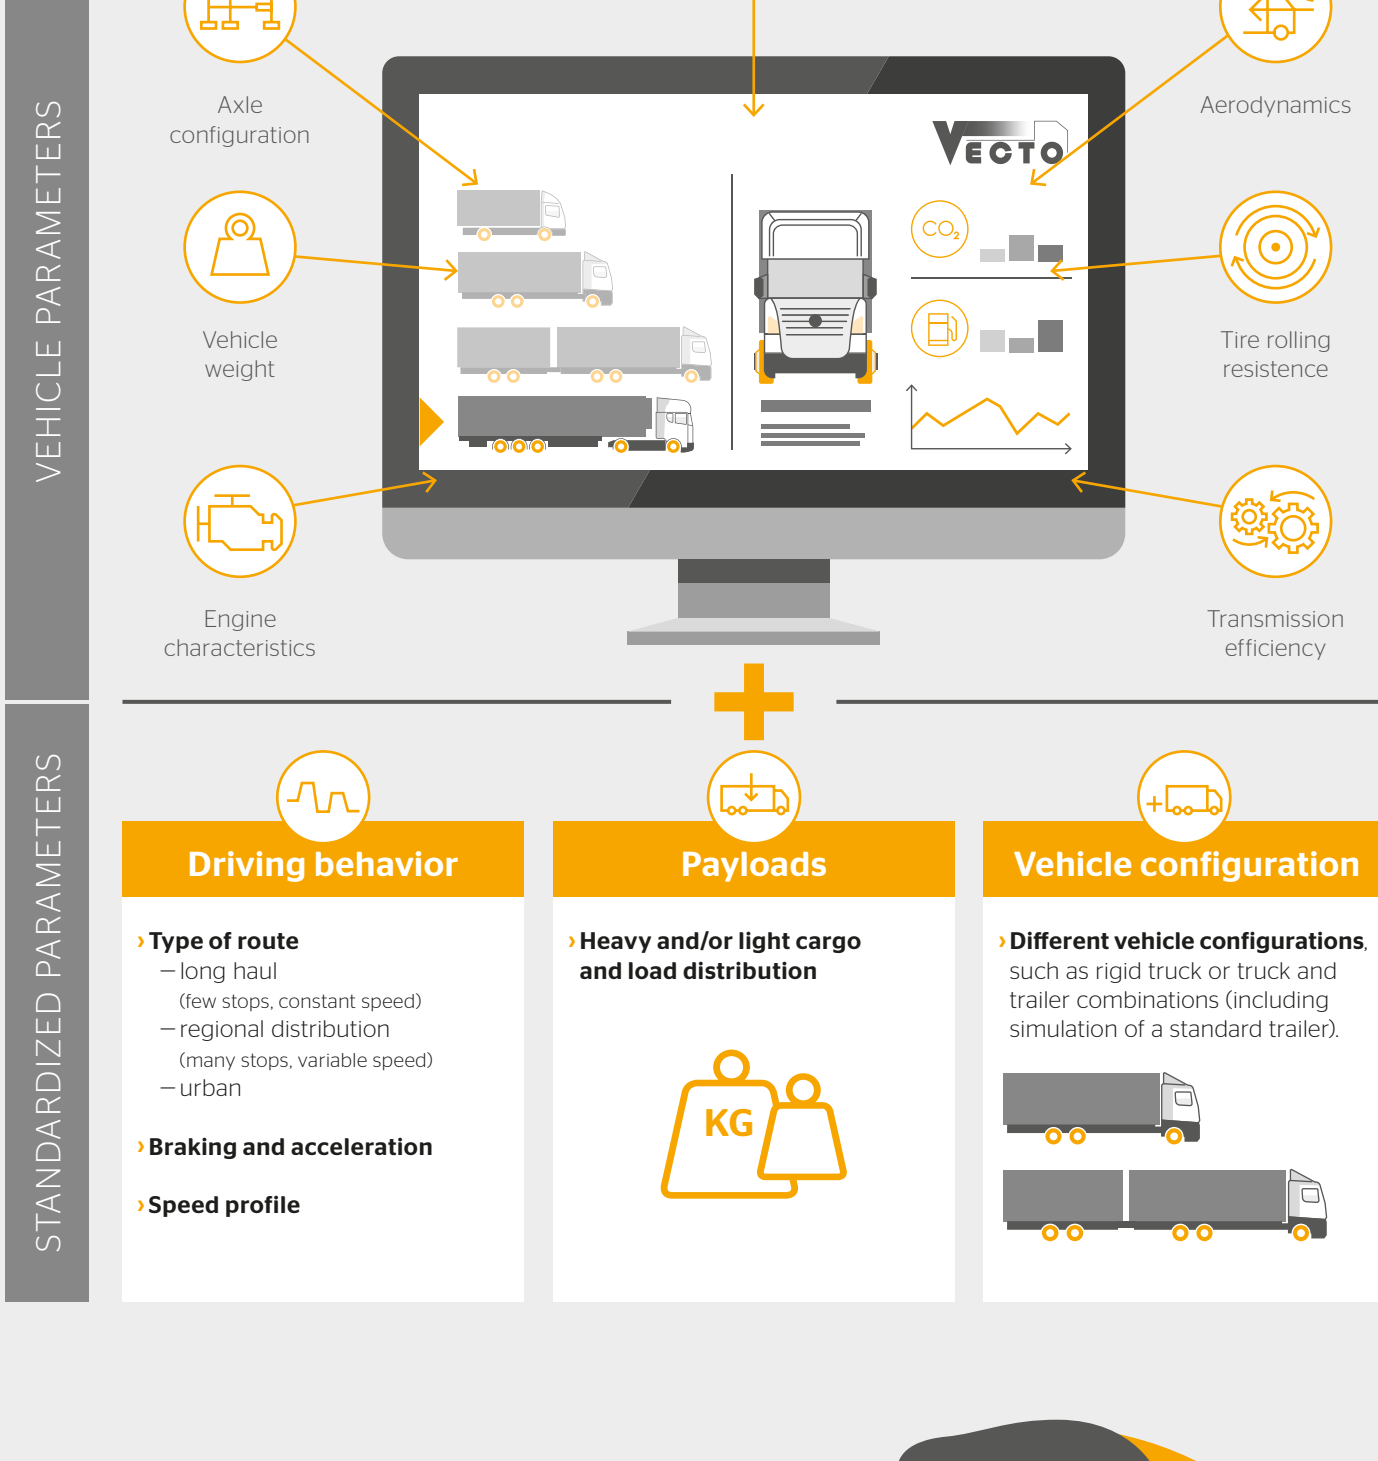 VEHICLE PARAMETERS
Axle
configuration
Aerodynamics
VECTO
Vehicle
weight
CO₂
Tire rolling
resistence
Engine
characteristics
Transmission
efficiency
STANDARDIZED PARAMETERS
Driving behavior
› Type of route
– long haul
(few stops, constant speed)
– regional distribution
(many stops, variable speed)
– urban
› Braking and acceleration
› Speed profile
Payloads
› Heavy and/or light cargo
and load distribution
KG
Vehicle configuration
› Different vehicle configurations,
such as rigid truck or truck and
trailer combinations (including
simulation of a standard trailer).